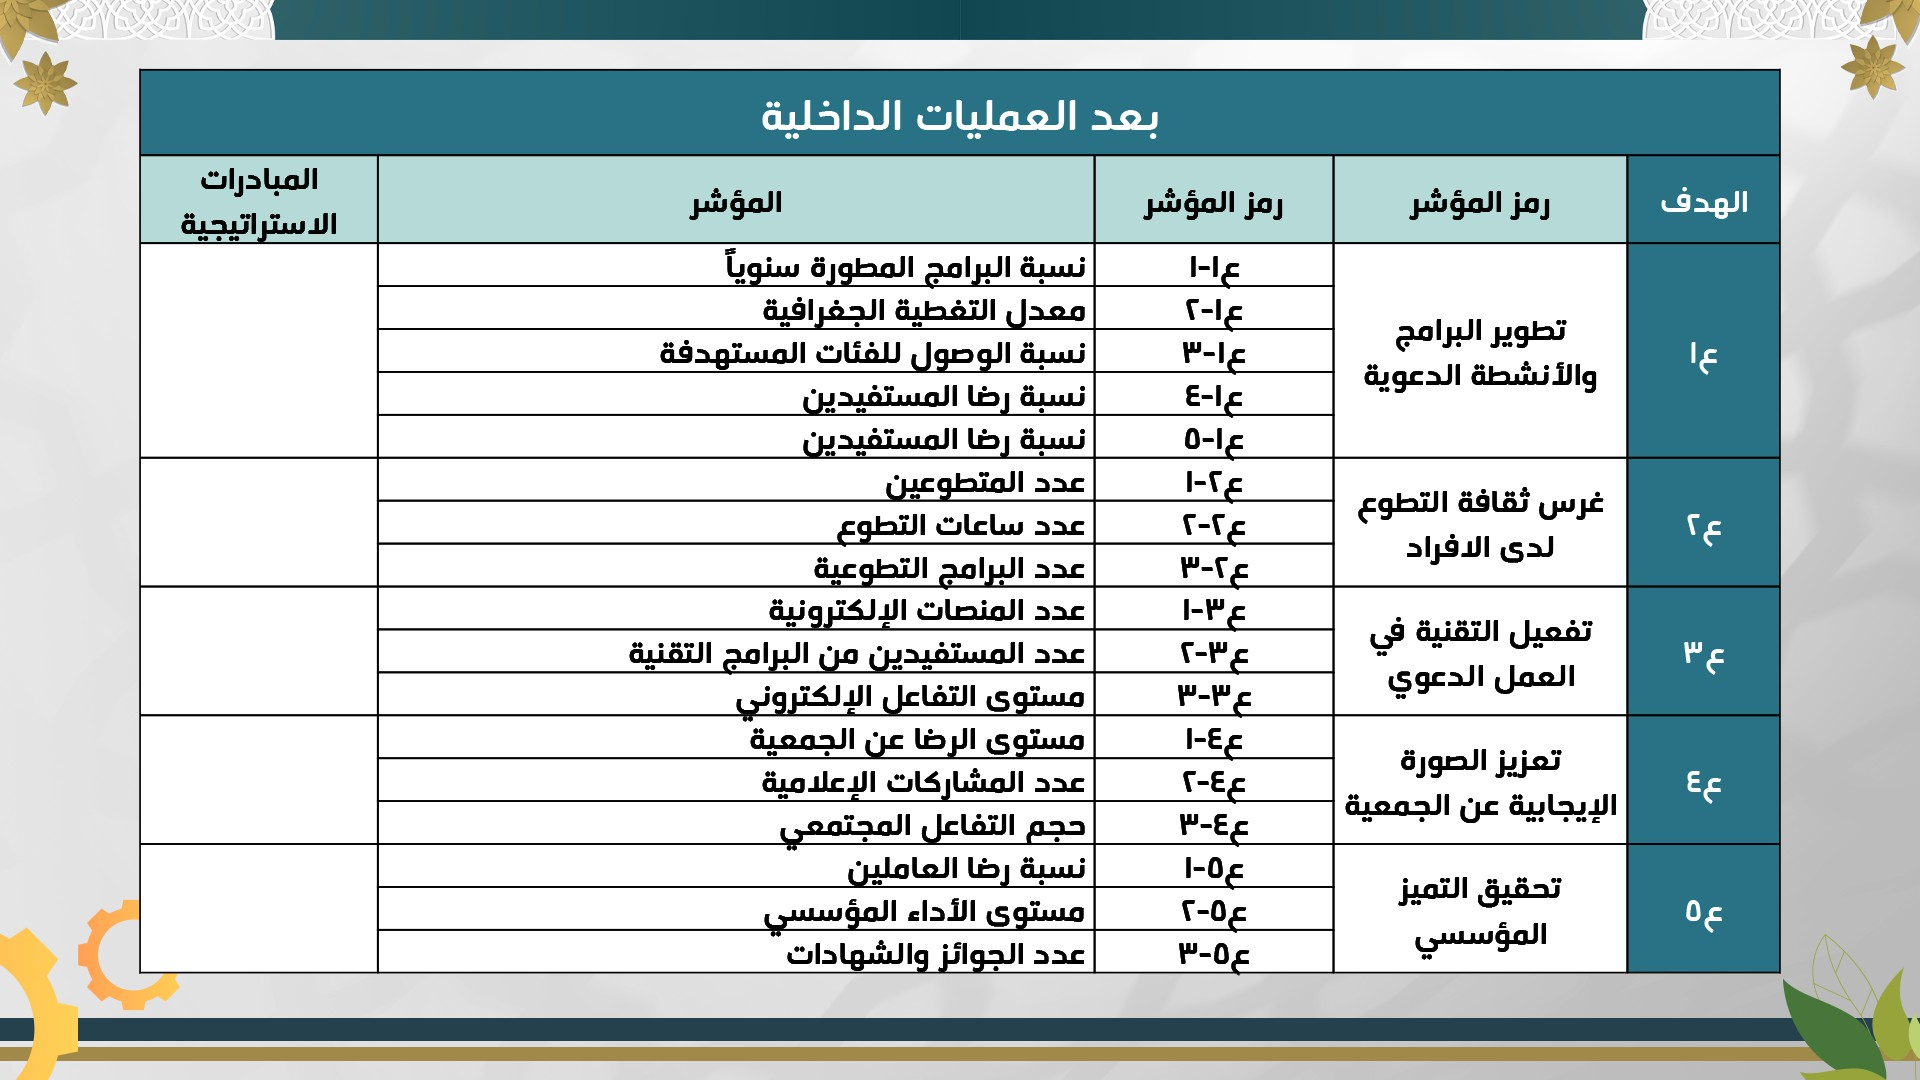 بعد العمليات الداخلية
الهدف
رمز المؤشر
رمز المؤشر
المؤشر
المبادرات
الاستراتيجية
ع١
تطوير البرامج
والأنشطة الدعوية
ع١-١
نسبة البرامج المطورة سنوياً
ع١-٢
معدل التغطية الجغرافية
ع١-٣
نسبة الوصول للفئات المستهدفة
ع١-٤
نسبة رضا المستفيدين
ع١-٥
نسبة رضا المستفيدين
ع٢
غرس ثقافة التطوع
لدى الافراد
ع٢-١
عدد المتطوعين
ع٢-٢
عدد ساعات التطوع
ع٢-٣
عدد البرامج التطوعية
ع٣
تفعيل التقنية في
العمل الدعوي
ع٣-١
عدد المنصات الإلكترونية
ع٣-٢
عدد المستفيدين من البرامج التقنية
ع٣-٣
مستوى التفاعل الإلكتروني
ع٤
تعزيز الصورة
الإيجابية عن الجمعية
ع٤-١
مستوى الرضا عن الجمعية
ع٤-٢
عدد المشاركات الإعلامية
ع٤-٣
حجم التفاعل المجتمعي
ع٥
تحقيق التميز
المؤسسي
ع٥-١
نسبة رضا العاملين
ع٥-٢
مستوى الأداء المؤسسي
ع٥-٣
عدد الجوائز والشهادات